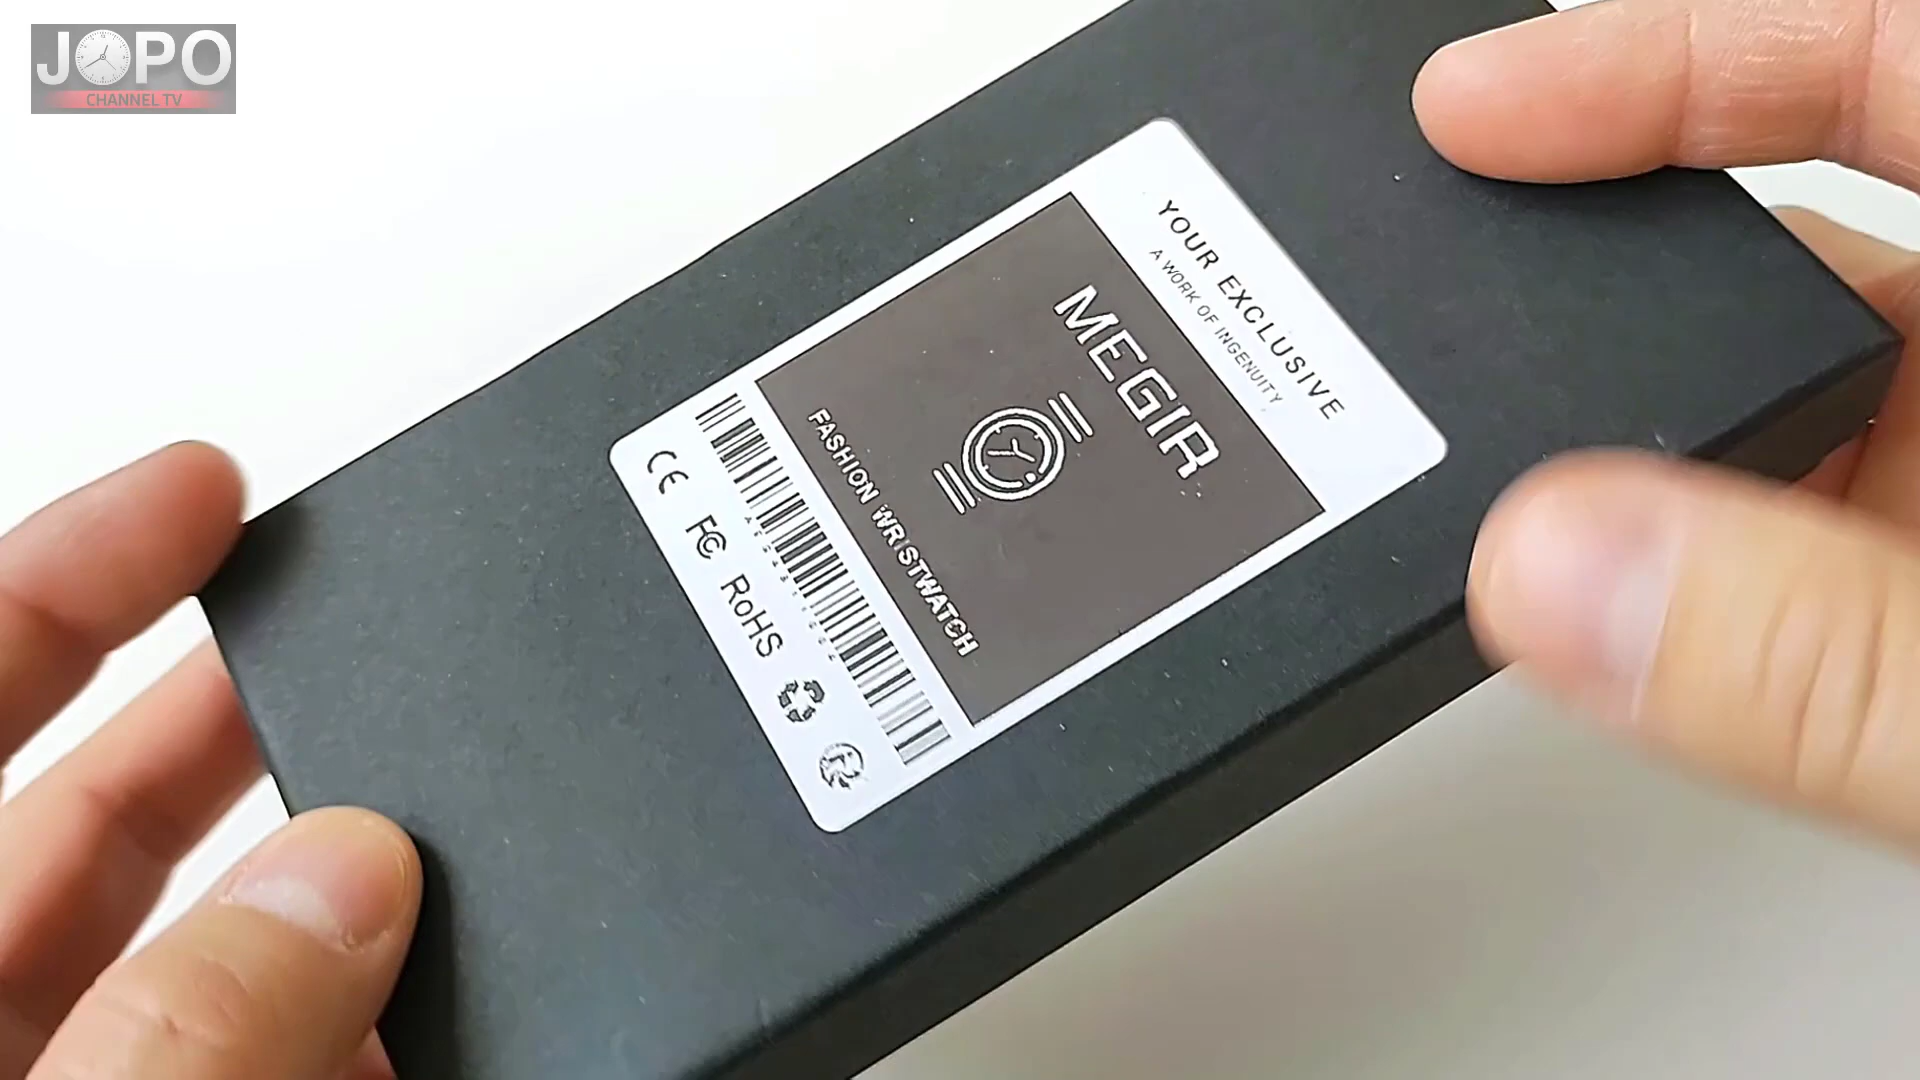 JOPO
CHANNEL TV
YOUR EXCLUSIVE
A WORK OF INGENUITY
MEGIR
FASHION WRISTWATCH
CE FC RoHS